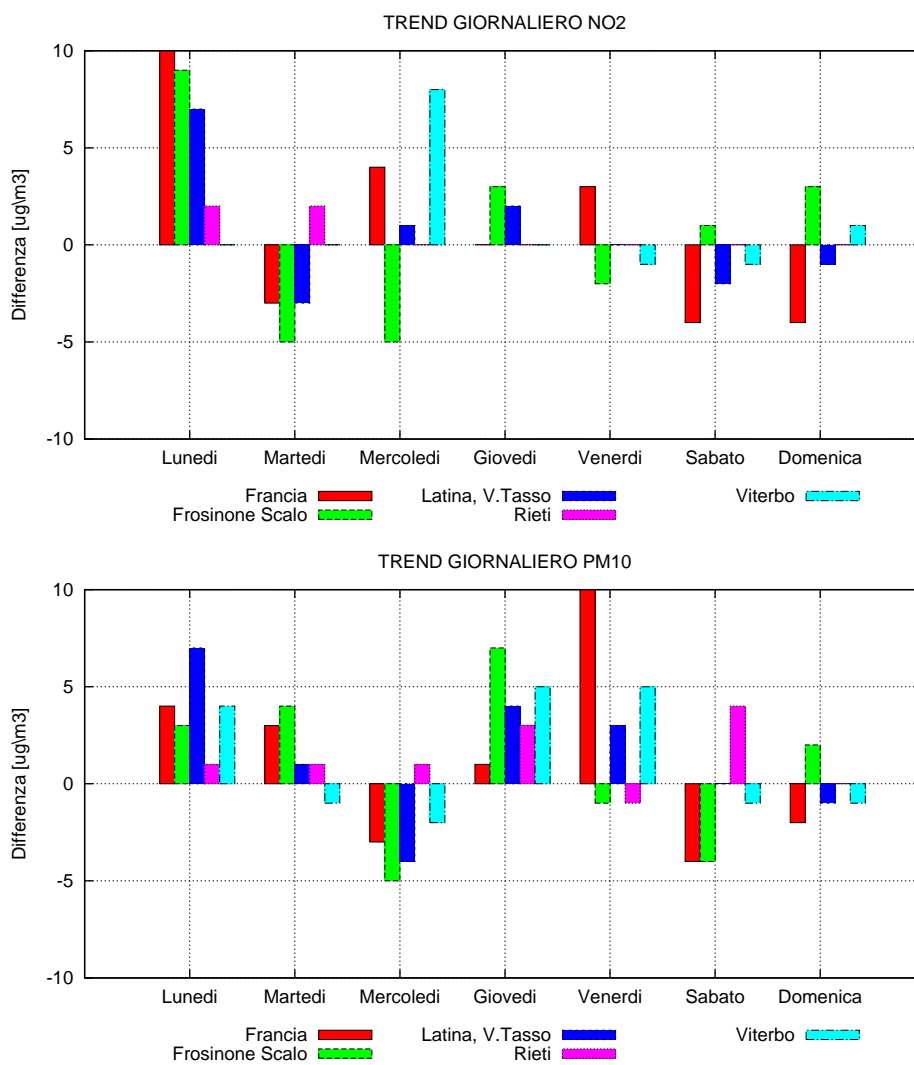 TREND GIORNALIERO NO2
10
5
0
-5
-10
Differenza [ug\m3]
Lunedi Martedi Mercoledi Giovedi Venerdi Sabato Domenica
Francia Latina, V.Tasso Viterbo
Frosinone Scalo Rieti
TREND GIORNALIERO PM10
10
5
0
-5
-10
Differenza [ug\m3]
Lunedi Martedi Mercoledi Giovedi Venerdi Sabato Domenica
Francia Latina, V.Tasso Viterbo
Frosinone Scalo Rieti